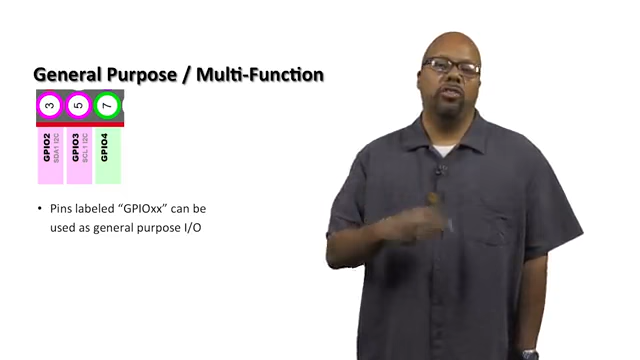 General Purpose / Multi-Function
3 5 7
GPIO2 SDA1 I2C
GPIO3 SCL1 I2C
GPIO4
• Pins labeled “GPIOxx” can be
used as general purpose I/O